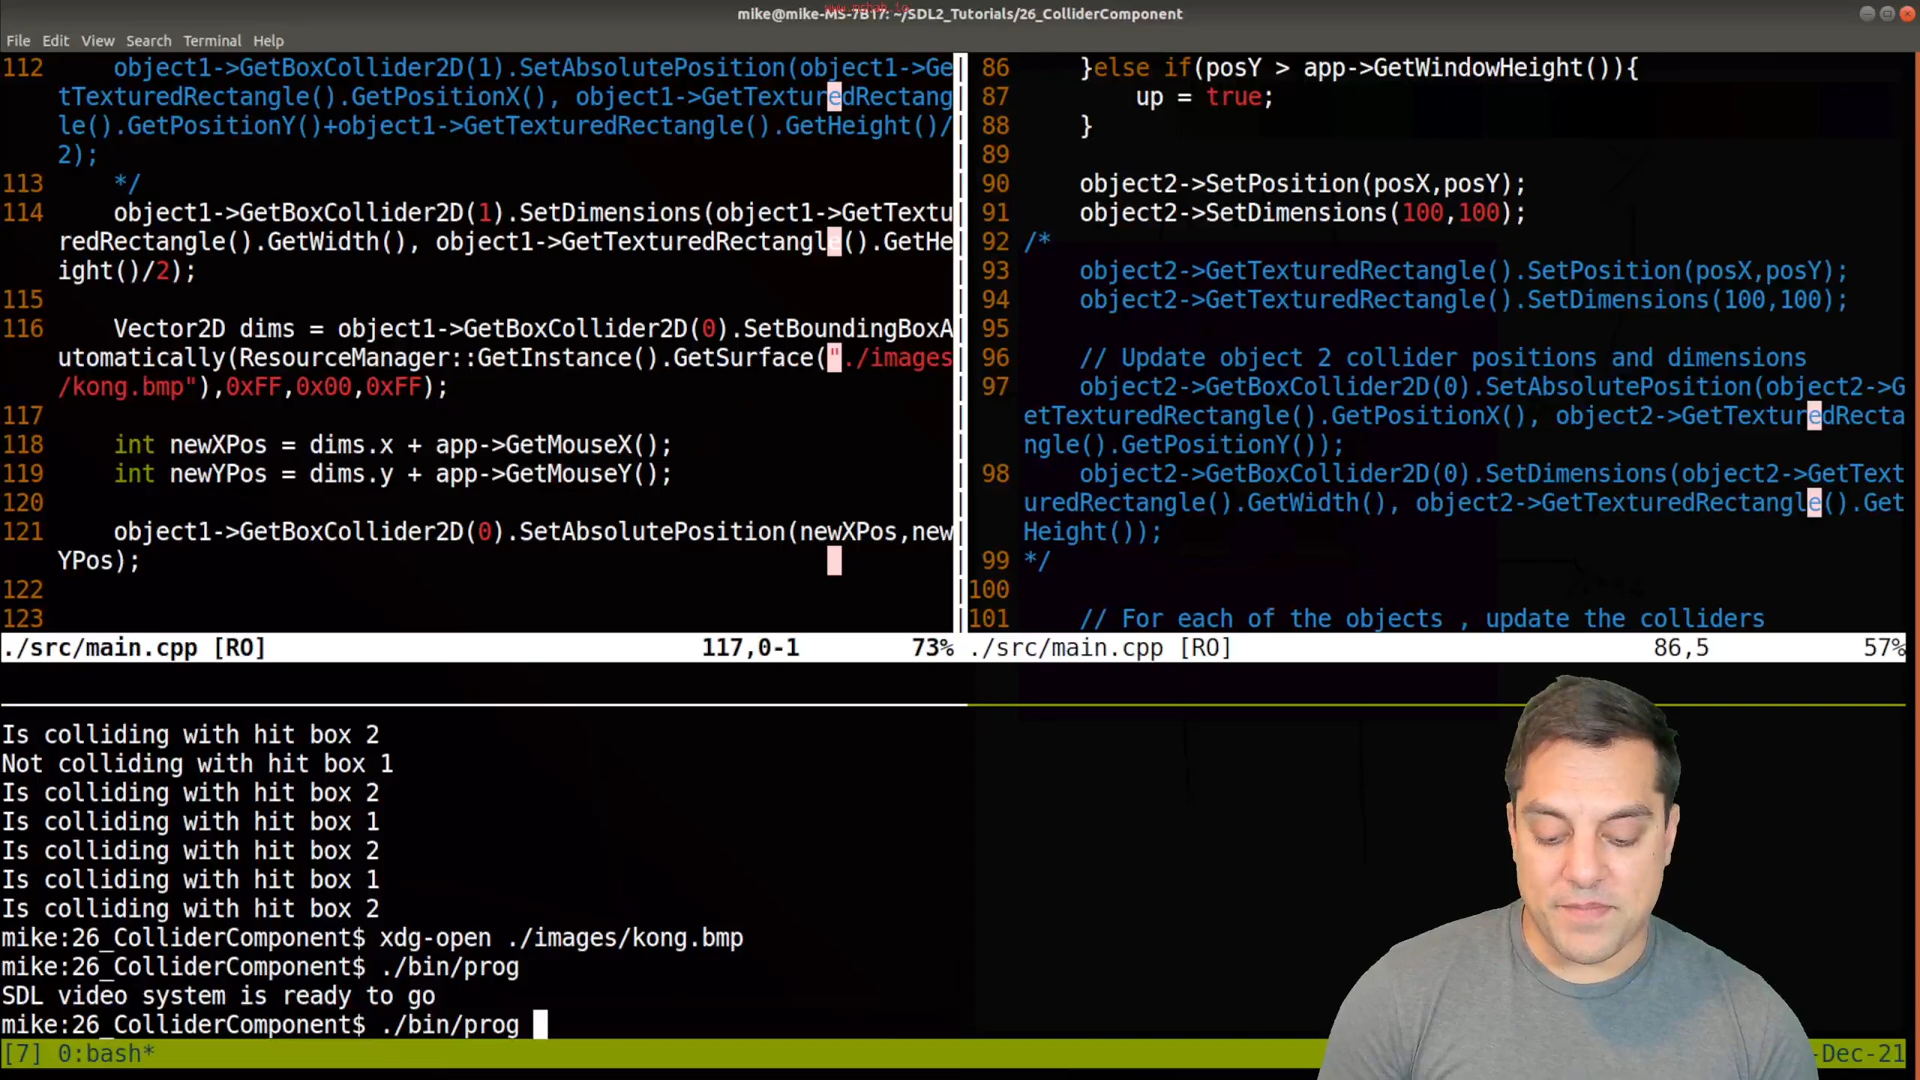 mike@mike-MS-7B17: ~/SDL2_Tutorials/26_ColliderComponent
File Edit View Search Terminal Help
112     object1->GetBoxCollider2D(1).SetAbsolutePosition(object1->Ge
tTexturedRectangle().GetPositionX(), object1->GetTexturedRectang
le().GetPositionY()+object1->GetTexturedRectangle().GetHeight()/
2);
113     */
114     object1->GetBoxCollider2D(1).SetDimensions(object1->GetTextu
redRectangle().GetWidth(), object1->GetTexturedRectangle().GetHe
ight()/2);
115
116     Vector2D dims = object1->GetBoxCollider2D(0).SetBoundingBoxA
utomatically(ResourceManager::GetInstance().GetSurface("./images
/kong.bmp"),0xFF,0x00,0xFF);
117
118     int newXPos = dims.x + app->GetMouseX();
119     int newYPos = dims.y + app->GetMouseY();
120
121     object1->GetBoxCollider2D(0).SetAbsolutePosition(newXPos,new
YPos);
122
123
./src/main.cpp [RO] 117,0-1 73%
86     }else if(posY > app->GetWindowHeight()){
87         up = true;
88     }
89
90     object2->SetPosition(posX,posY);
91     object2->SetDimensions(100,100);
92 /*
93     object2->GetTexturedRectangle().SetPosition(posX,posY);
94     object2->GetTexturedRectangle().SetDimensions(100,100);
95
96     // Update object 2 collider positions and dimensions
97     object2->GetBoxCollider2D(0).SetAbsolutePosition(object2->G
etTexturedRectangle().GetPositionX(), object2->GetTexturedRecta
ngle().GetPositionY());
98     object2->GetBoxCollider2D(0).SetDimensions(object2->GetText
uredRectangle().GetWidth(), object2->GetTexturedRectangle().Get
Height());
99 */
100
101     // For each of the objects , update the colliders
./src/main.cpp [RO] 86,5 57%
Is colliding with hit box 2
Not colliding with hit box 1
Is colliding with hit box 2
Is colliding with hit box 1
Is colliding with hit box 2
Is colliding with hit box 1
Is colliding with hit box 2
mike:26_ColliderComponent$ xdg-open ./images/kong.bmp
mike:26_ColliderComponent$ ./bin/prog
SDL video system is ready to go
mike:26_ColliderComponent$ ./bin/prog
[7] 0:bash* -Dec-21